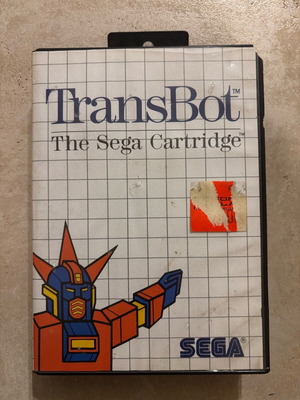 TransBot™
The Sega Cartridge™
SEGA